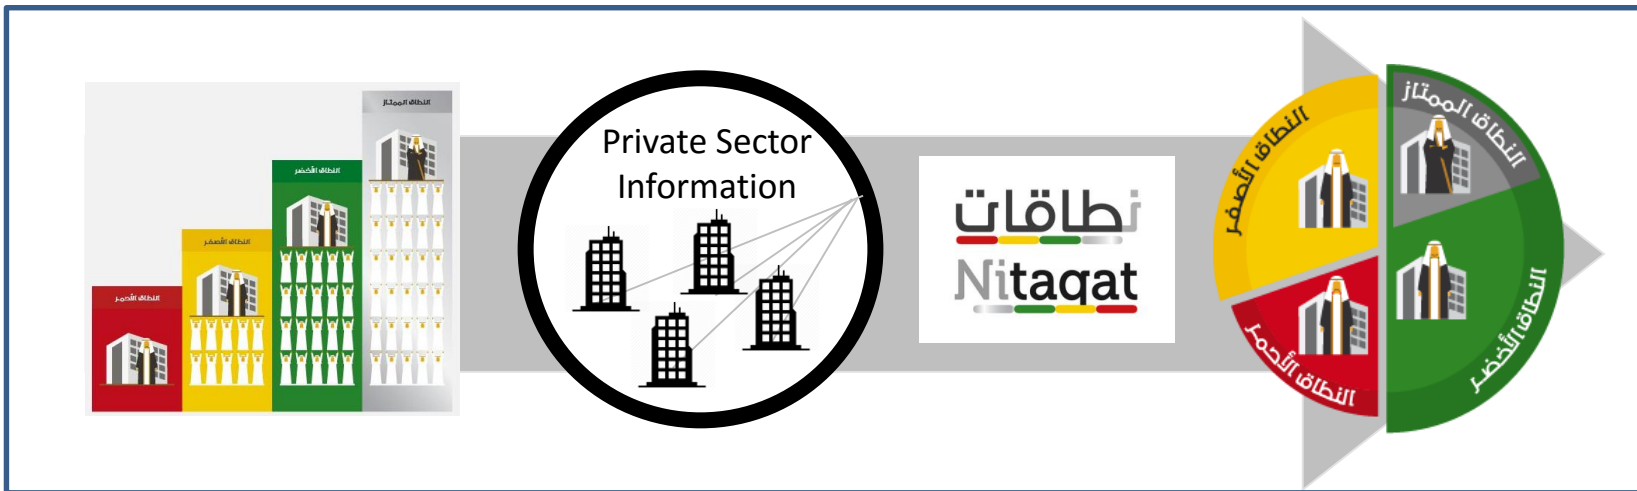 النطاق الممتاز
النطاق الأخضر
النطاق الأصفر
النطاق الأحمر
Private Sector
Information
نطاقات
Nitaqat
النطاق الأصفر
النطاق الممتاز
النطاق الأحمر
النطاق الأخضر